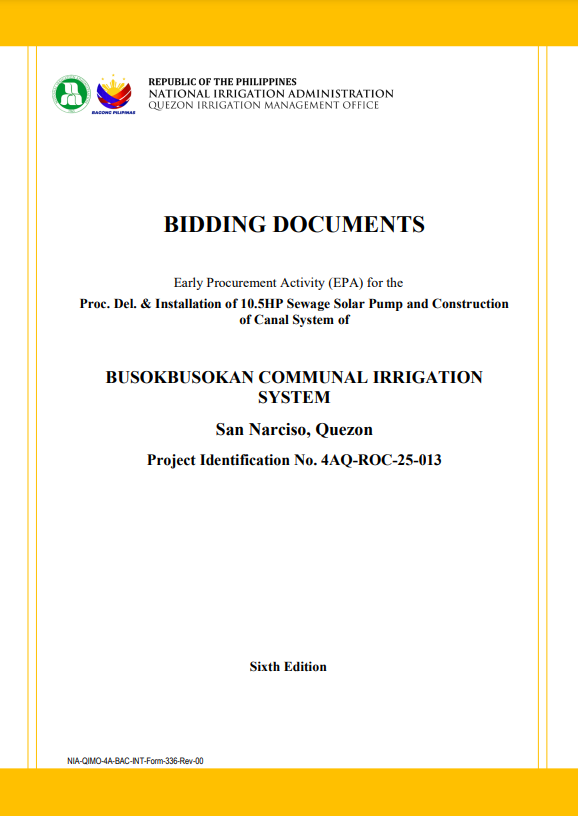 REPUBLIC OF THE PHILIPPINES
NATIONAL IRRIGATION ADMINISTRATION
QUEZON IRRIGATION MANAGEMENT OFFICE
BAGONG PILIPINAS
BIDDING DOCUMENTS
Early Procurement Activity (EPA) for the
Proc. Del. & Installation of 10.5HP Sewage Solar Pump and Construction
of Canal System of
BUSOKBUSOKAN COMMUNAL IRRIGATION
SYSTEM
San Narciso, Quezon
Project Identification No. 4AQ-ROC-25-013
Sixth Edition
NIA-QIMO-4A-BAC-INT-Form-336-Rev-00